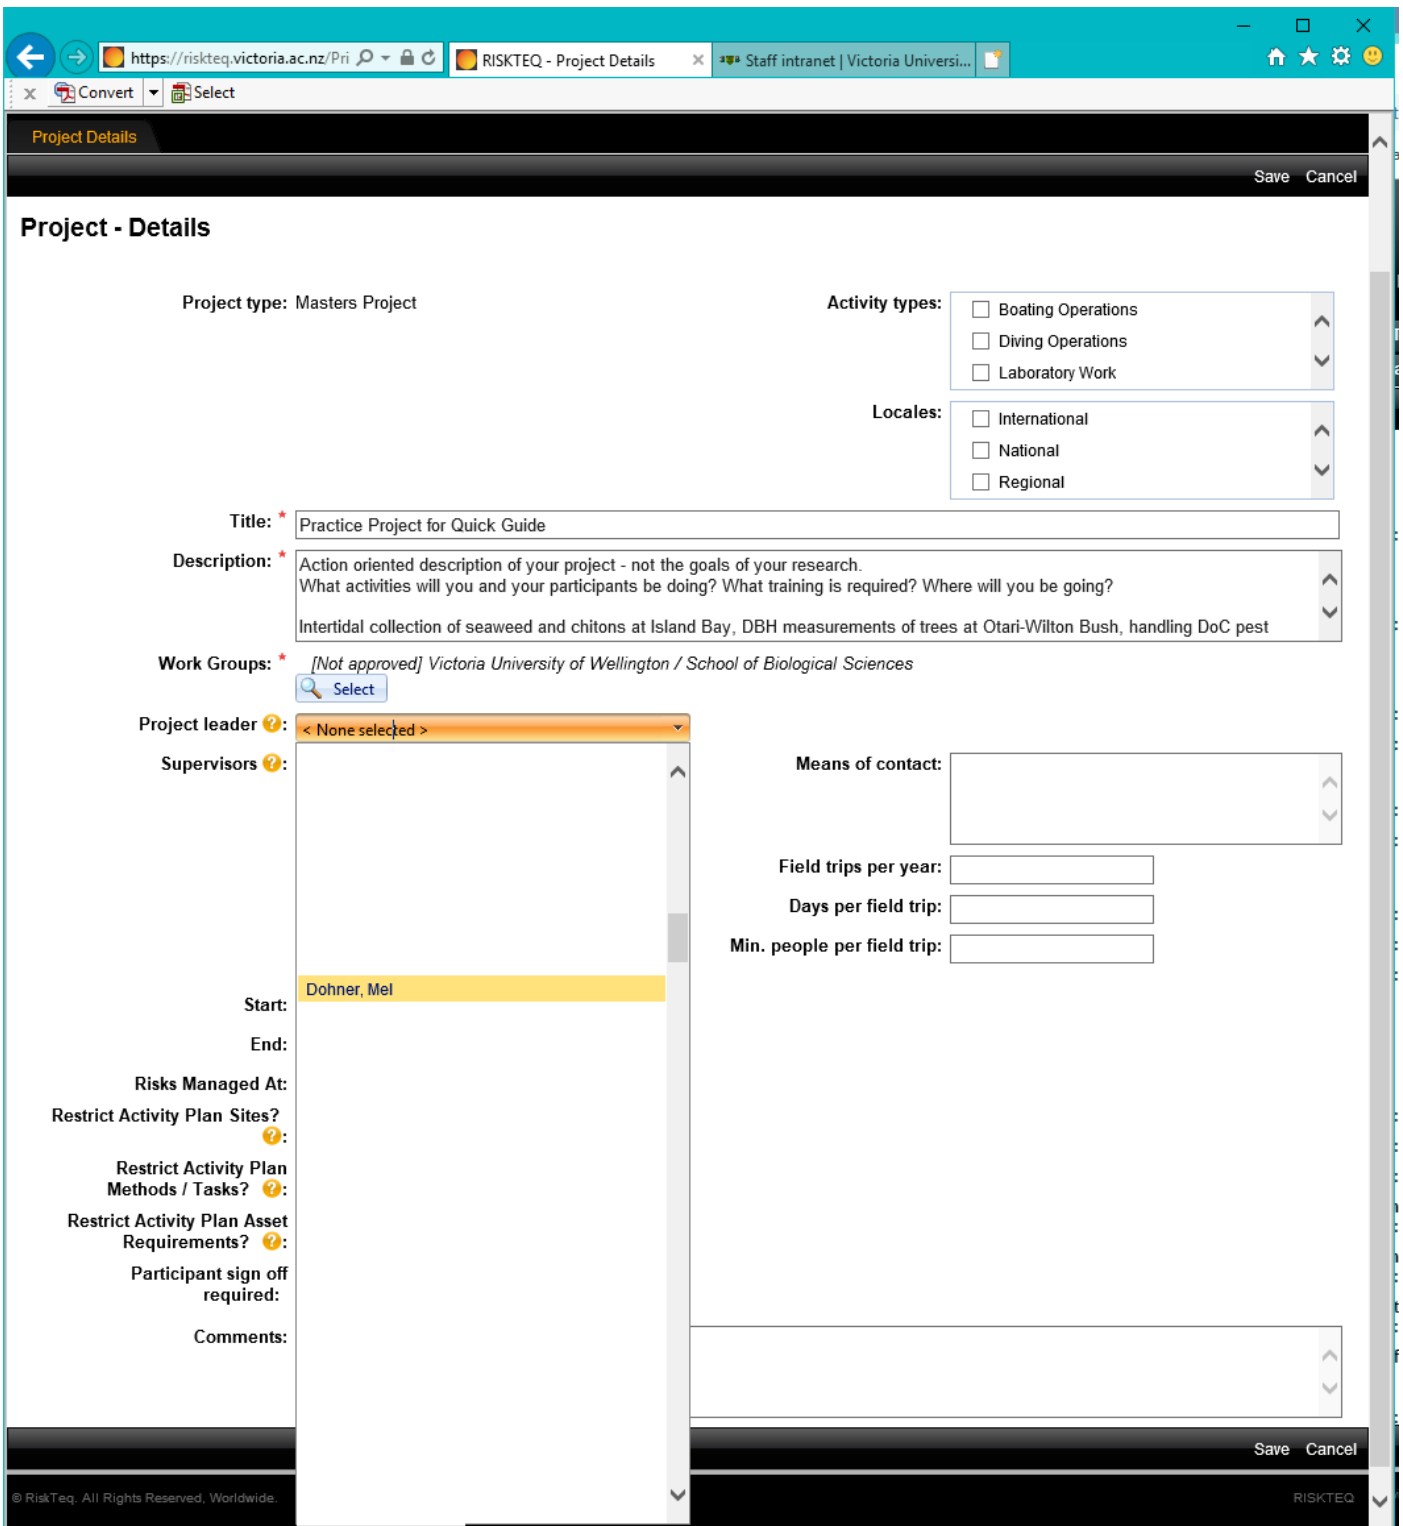 https://riskteq.victoria.ac.nz/Pri
RISKTEQ - Project Details
Staff intranet | Victoria Universi...
x Convert Select
Project Details
Save Cancel
Project - Details
Project type: Masters Project
Activity types:
Boating Operations
Diving Operations
Laboratory Work
Locales:
International
National
Regional
Title: * Practice Project for Quick Guide
Description: * Action oriented description of your project - not the goals of your research.
What activities will you and your participants be doing? What training is required? Where will you be going?
Intertidal collection of seaweed and chitons at Island Bay, DBH measurements of trees at Otari-Wilton Bush, handling DoC pest
Work Groups: * [Not approved] Victoria University of Wellington / School of Biological Sciences
Select
Project leader ?: < None selected >
Supervisors ?:
Means of contact:
Field trips per year:
Days per field trip:
Min. people per field trip:
Dohner, Mel
Start:
End:
Risks Managed At:
Restrict Activity Plan Sites?
?:
Restrict Activity Plan
Methods / Tasks? ?:
Restrict Activity Plan Asset
Requirements? ?:
Participant sign off
required:
Comments:
Save Cancel
© RiskTeq. All Rights Reserved, Worldwide.
RISKTEQ